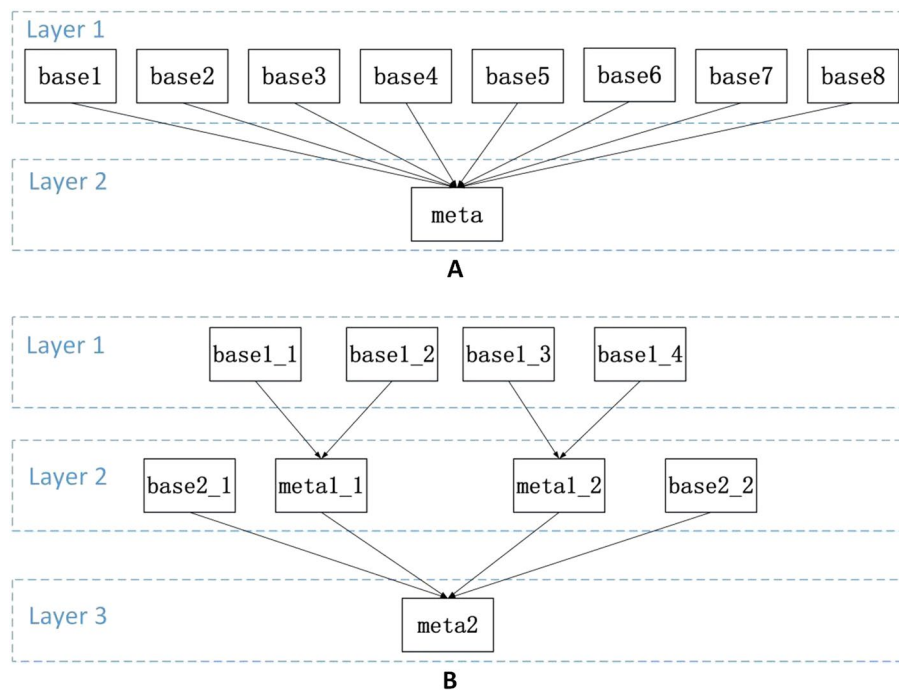 Layer 1
base1 base2 base3 base4 base5 base6 base7 base8
Layer 2
meta
A
Layer 1
base1_1 base1_2 base1_3 base1_4
Layer 2
base2_1 meta1_1 meta1_2 base2_2
Layer 3
meta2
B